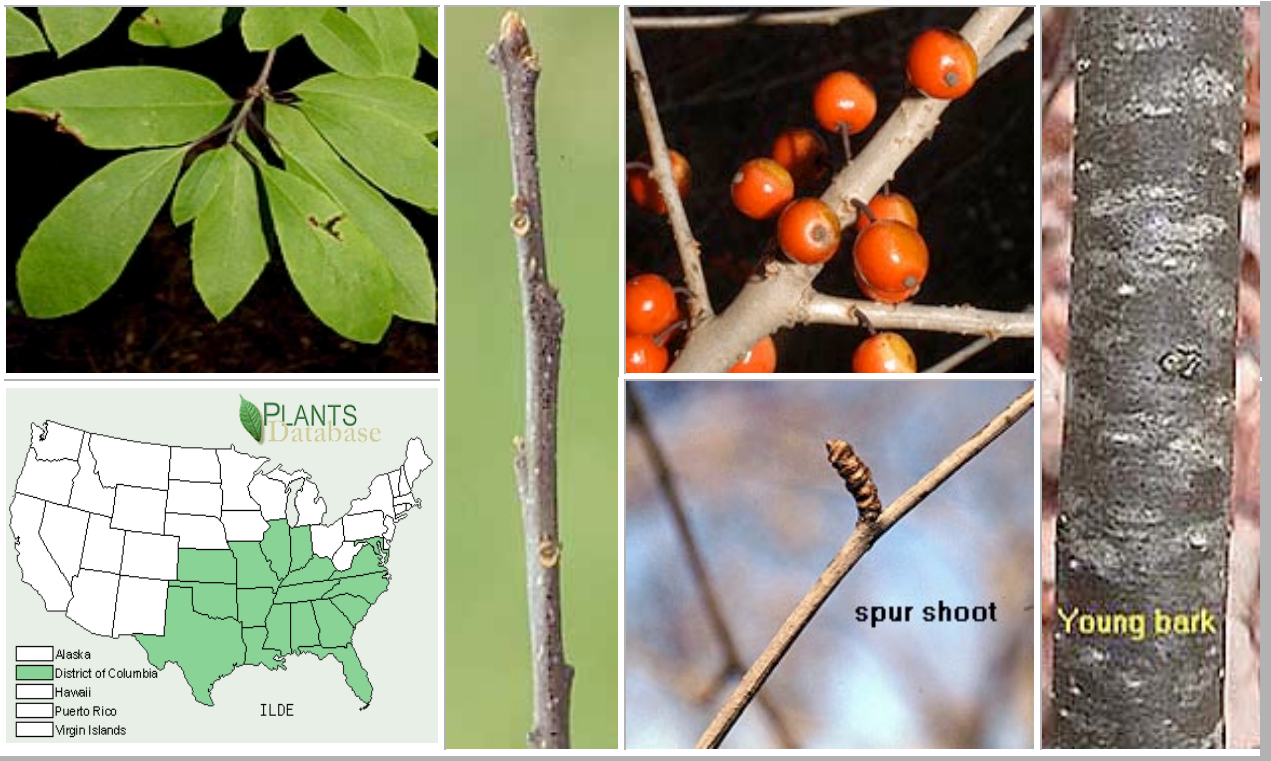 PLANTS
Database
Alaska
District of Columbia
Hawaii
Puerto Rico
Virgin Islands
ILDE
spur shoot
Young bark